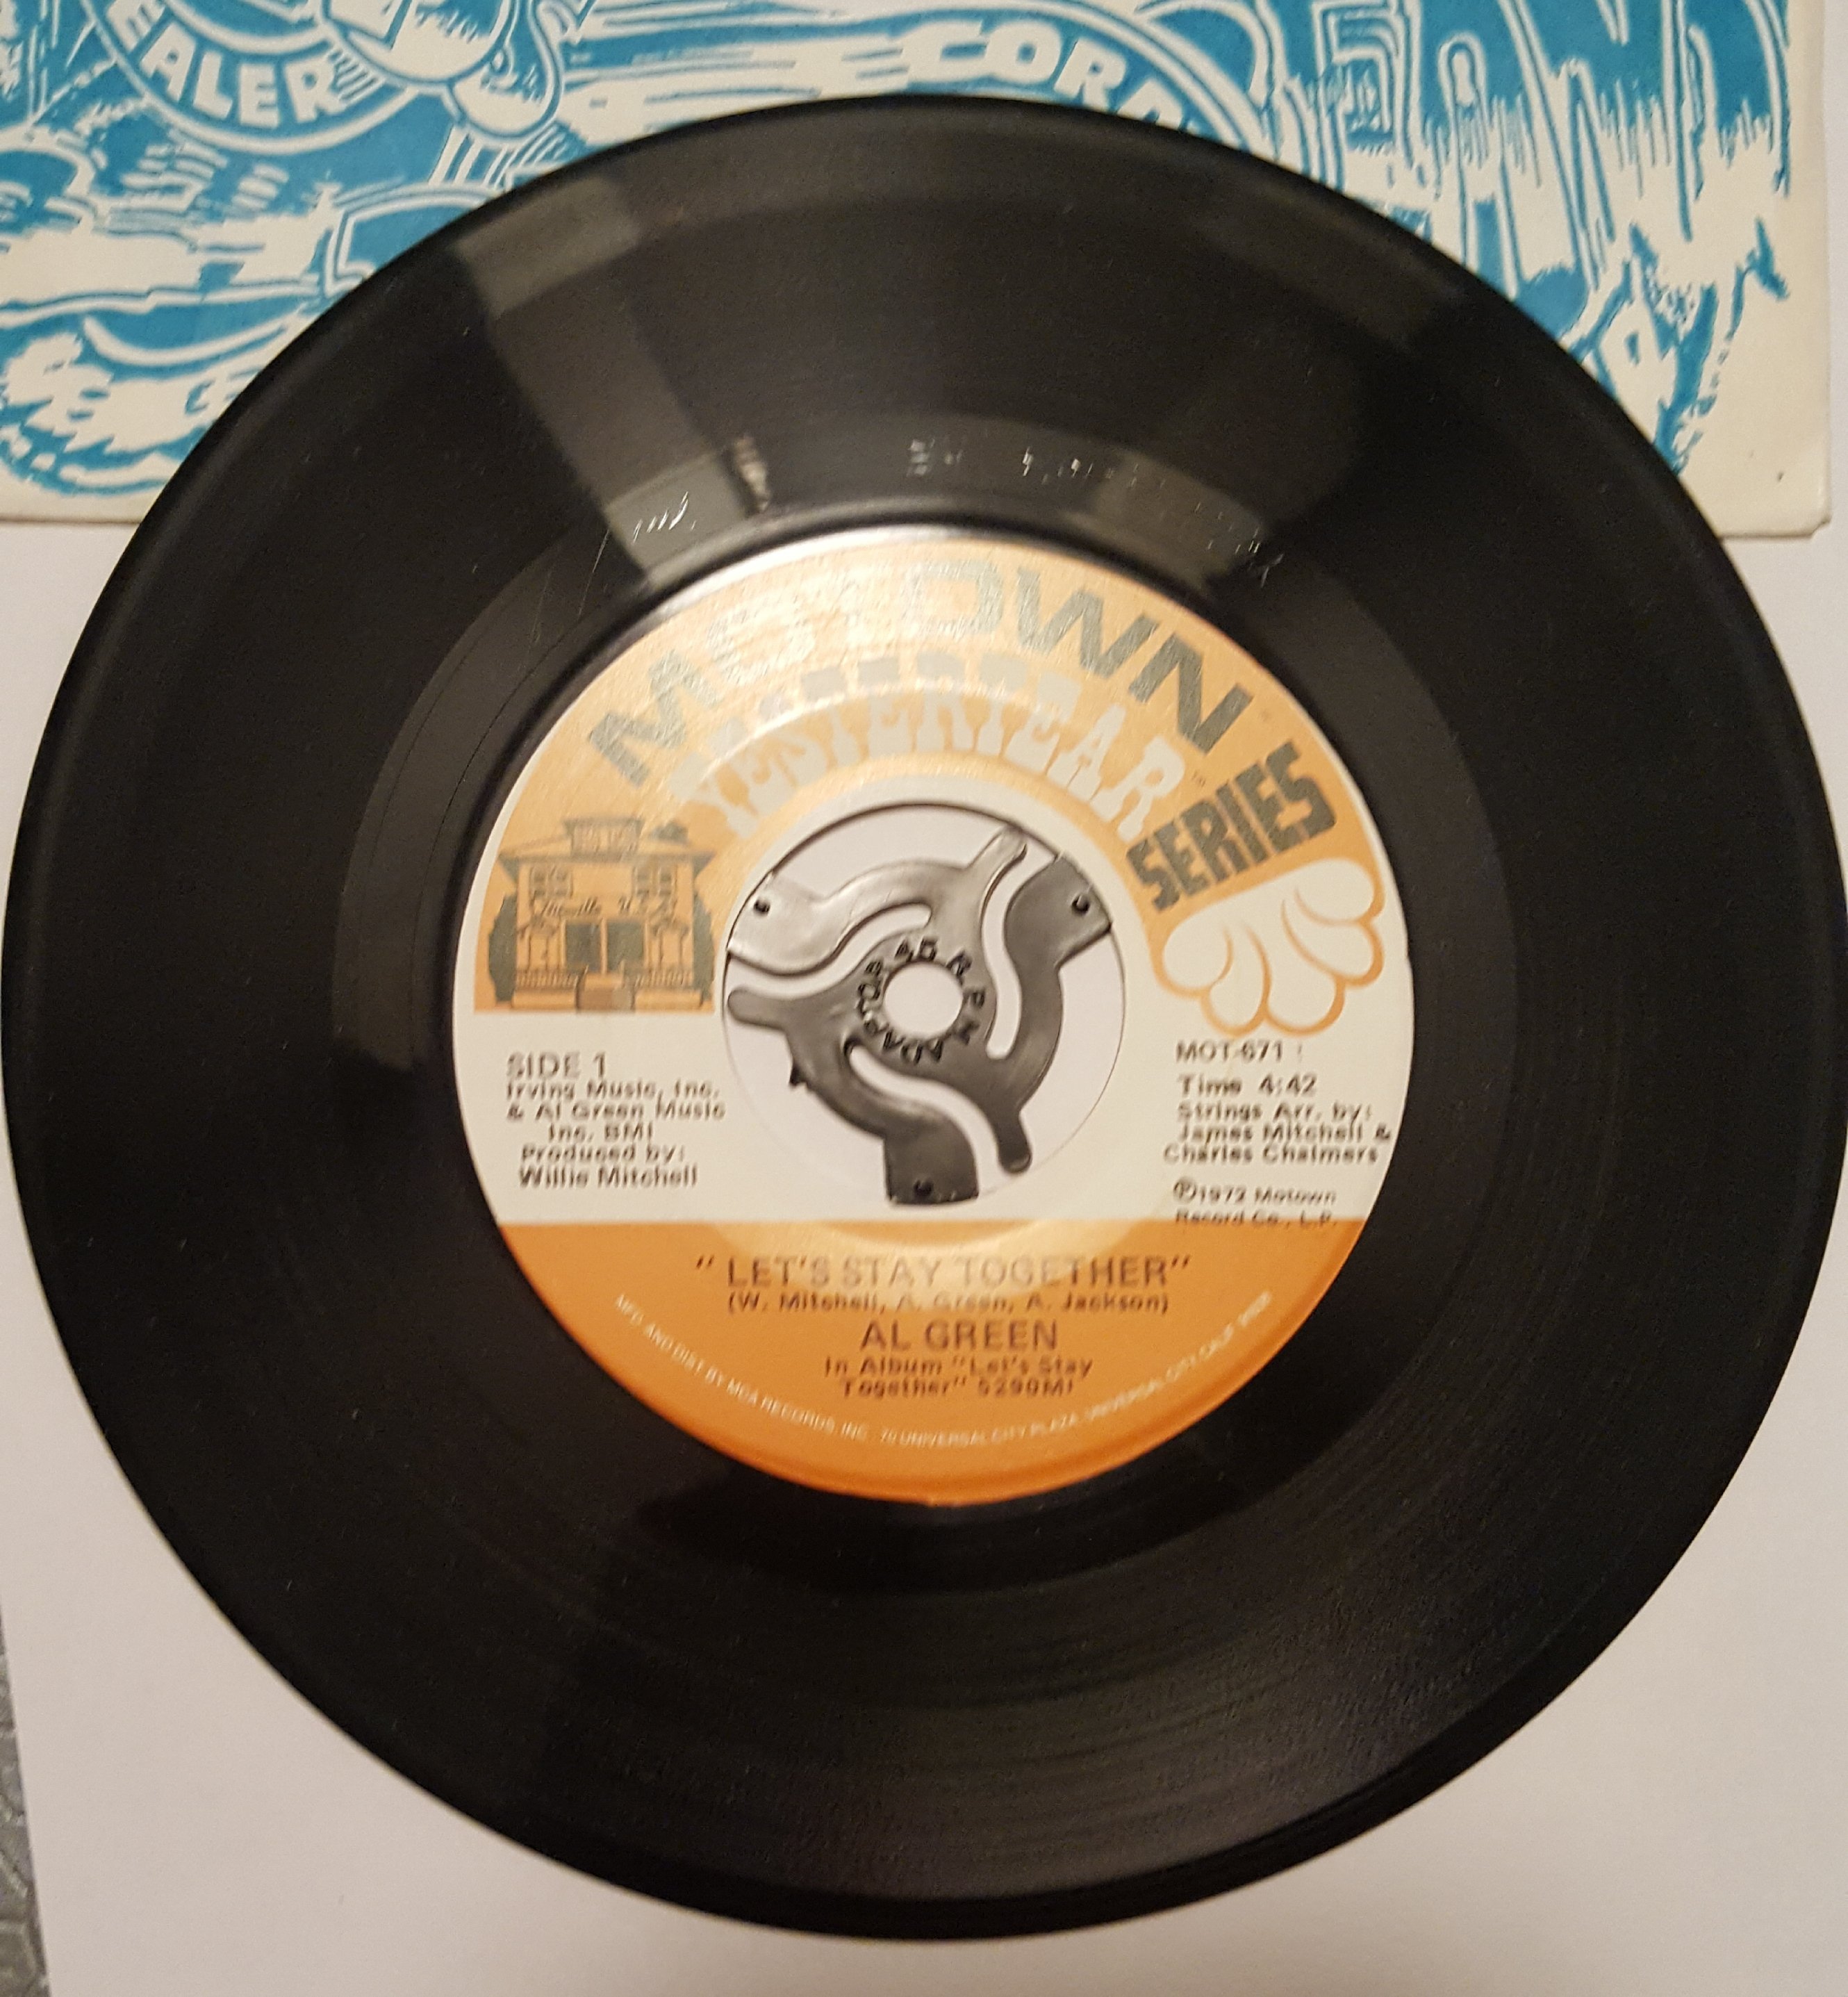 EALER
CORP
MOTOWN
YESTERYEAR
SERIES
45 R.P.M. ADAPTOR
SIDE 1
Irving Music, Inc.
& Al Green Music
Inc. BMI
Produced by:
Willie Mitchell
MOT-671
Time 4:42
Strings Arr. by:
James Mitchell &
Charles Chalmers
℗1972 Motown
Record Co., L.P.
"LET'S STAY TOGETHER"
(W. Mitchell, A. Green, A. Jackson)
AL GREEN
In Album "Let's Stay
Together" 5290MI
MFD AND DIST BY MCA RECORDS, INC. 70 UNIVERSAL CITY PLAZA, UNIVERSAL CITY, CALIF